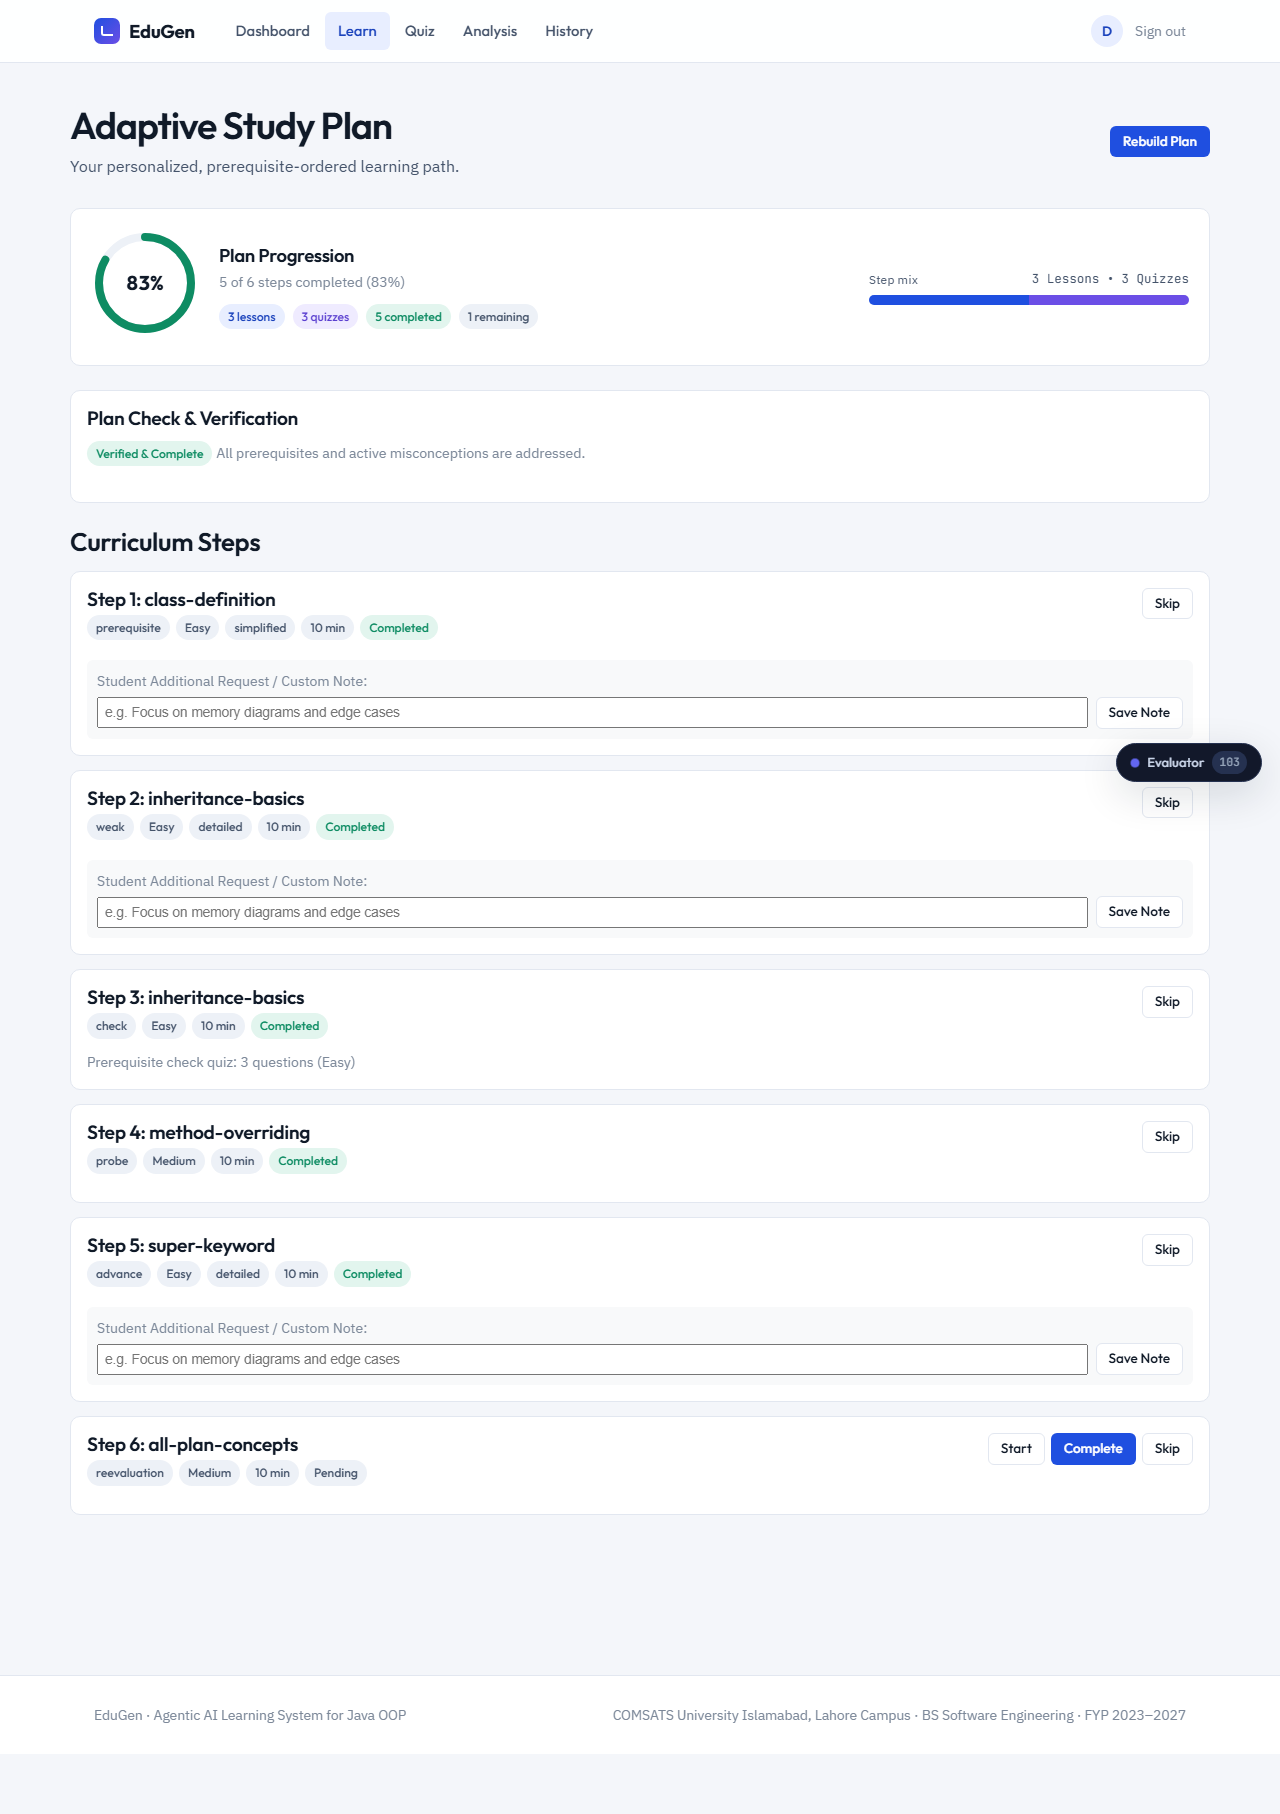 EduGen Dashboard Learn Quiz Analysis History D Sign out
Adaptive Study Plan
Rebuild Plan
Your personalized, prerequisite-ordered learning path.
83%
Plan Progression
5 of 6 steps completed (83%)
3 lessons 3 quizzes 5 completed 1 remaining
Step mix 3 Lessons • 3 Quizzes
Plan Check & Verification
Verified & Complete All prerequisites and active misconceptions are addressed.
Curriculum Steps
Step 1: class-definition
Skip
prerequisite Easy simplified 10 min Completed
Student Additional Request / Custom Note:
e.g. Focus on memory diagrams and edge cases Save Note
Evaluator 103
Step 2: inheritance-basics
Skip
weak Easy detailed 10 min Completed
Student Additional Request / Custom Note:
e.g. Focus on memory diagrams and edge cases Save Note
Step 3: inheritance-basics
Skip
check Easy 10 min Completed
Prerequisite check quiz: 3 questions (Easy)
Step 4: method-overriding
Skip
probe Medium 10 min Completed
Step 5: super-keyword
Skip
advance Easy detailed 10 min Completed
Student Additional Request / Custom Note:
e.g. Focus on memory diagrams and edge cases Save Note
Step 6: all-plan-concepts
Start Complete Skip
reevaluation Medium 10 min Pending
EduGen · Agentic AI Learning System for Java OOP
COMSATS University Islamabad, Lahore Campus · BS Software Engineering · FYP 2023–2027